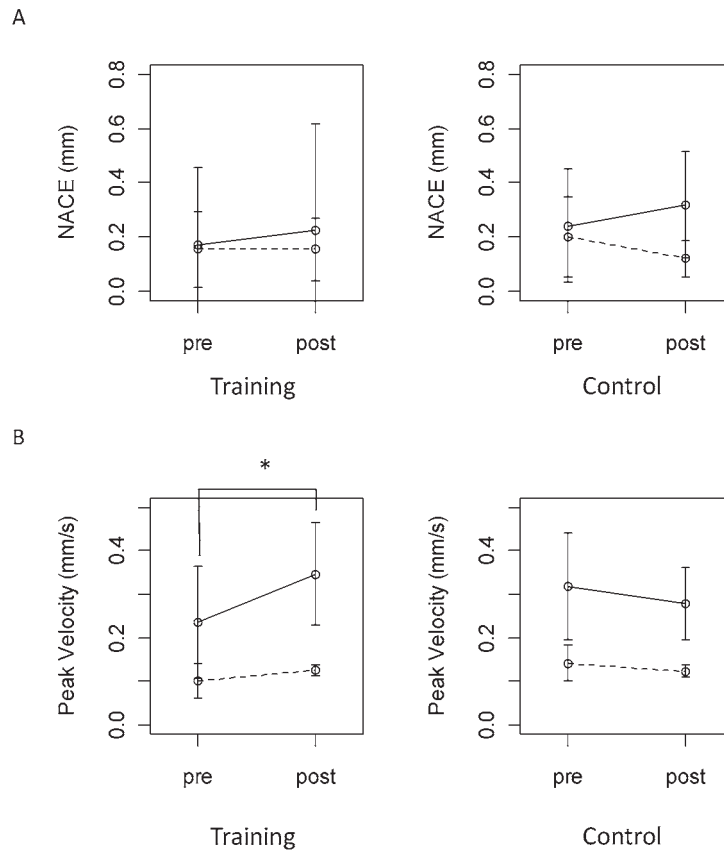 A
NACE (mm)
0.8
0.6
0.4
0.2
0.0
pre post
Training
NACE (mm)
0.8
0.6
0.4
0.2
0.0
pre post
Control
B
*
Peak Velocity (mm/s)
0.4
0.2
0.0
pre post
Training
Peak Velocity (mm/s)
0.4
0.2
0.0
pre post
Control